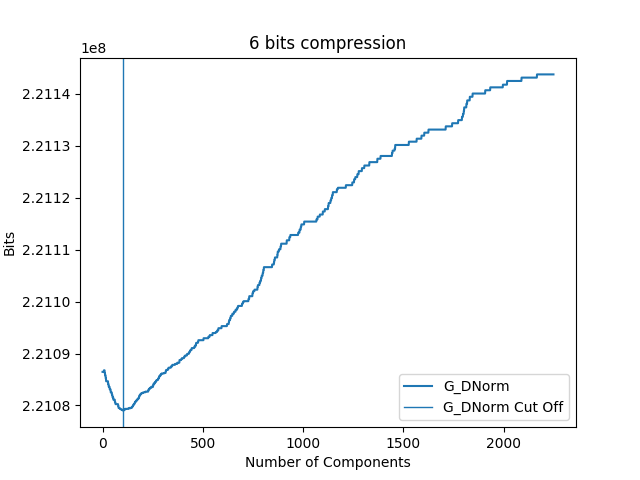 6 bits compression
1e8
2.2114
2.2113
2.2112
2.2111
2.2110
2.2109
2.2108
Bits
0
500
1000
1500
2000
Number of Components
G_DNorm
G_DNorm Cut Off